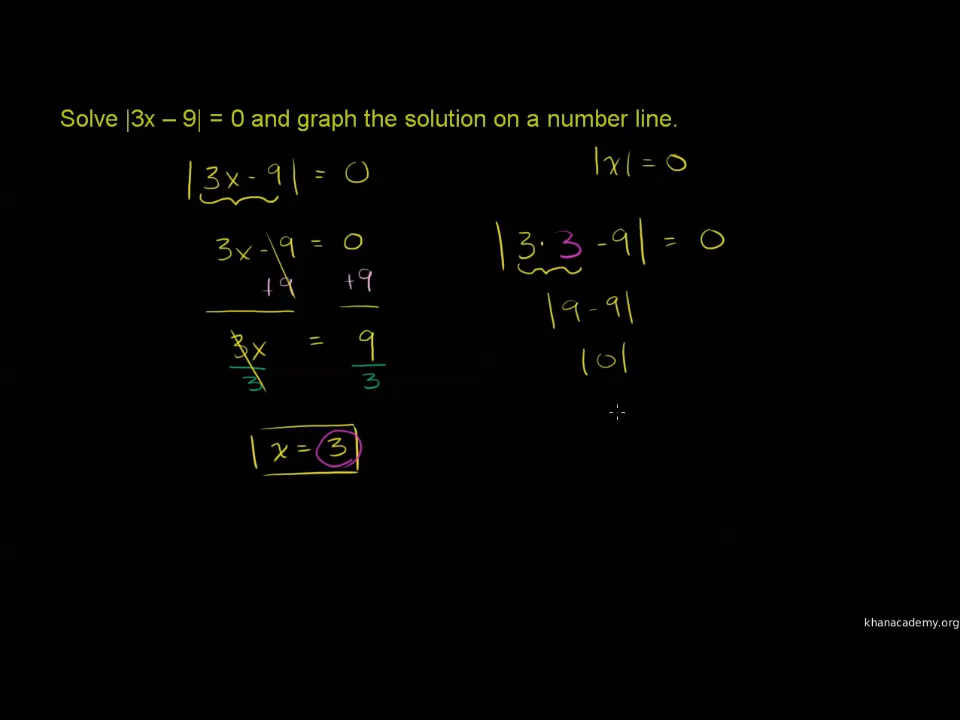 Solve |3x – 9| = 0 and graph the solution on a number line.
|x| = 0
|3x - 9| = 0
|3 · 3 - 9| = 0
3x - 9 = 0
+9 +9
|9 - 9|
3x = 9
3 3
|0|
x = 3
khanacademy.org